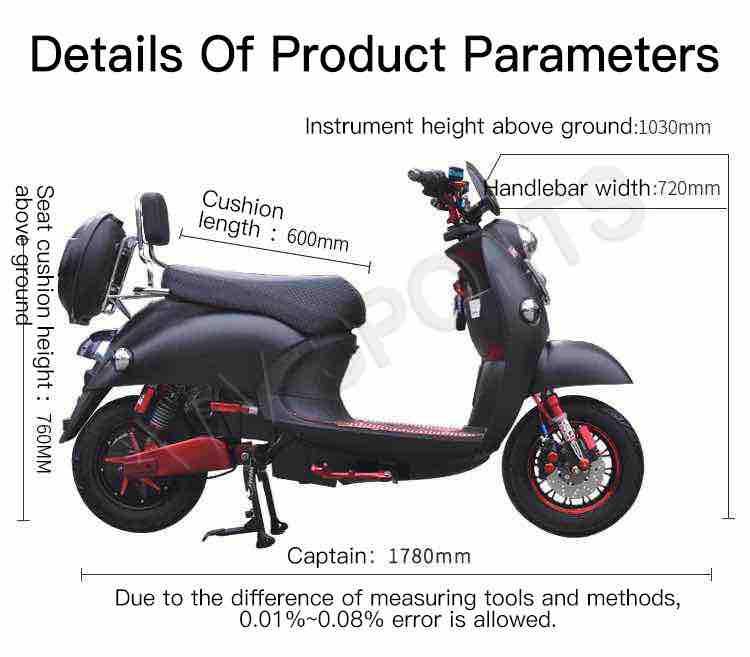 Details Of Product Parameters
Instrument height above ground:1030mm
Handlebar width:720mm
Cushion
length : 600mm
Seat cushion height : 760MM
above ground
Captain: 1780mm
Due to the difference of measuring tools and methods,
0.01%~0.08% error is allowed.